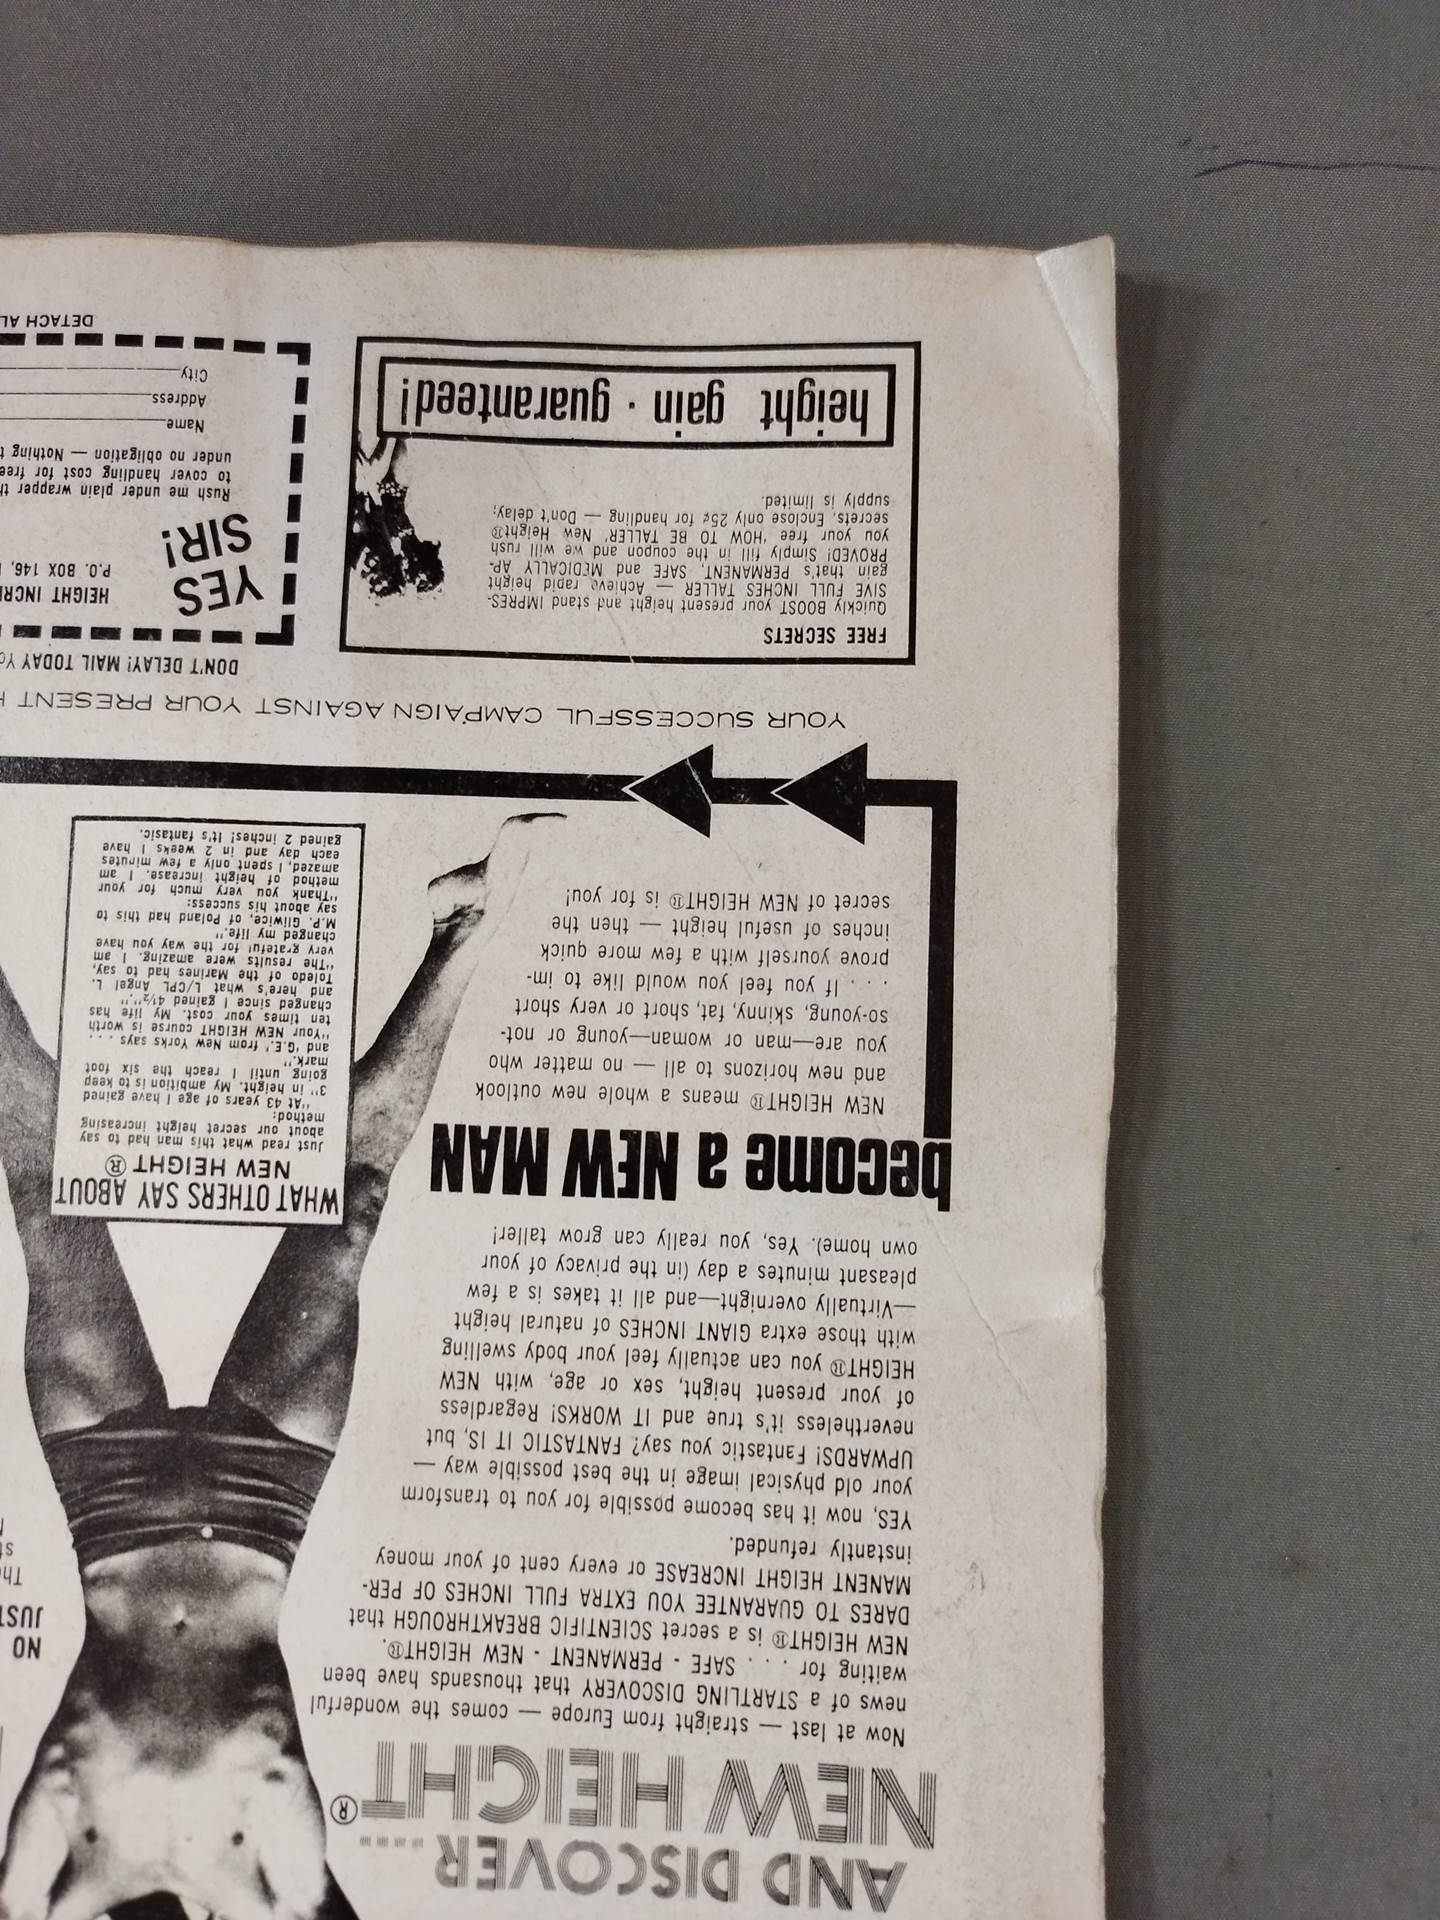 AND DISCOVER....
NEW HEIGHT®
Now at last — straight from Europe — comes the wonderful
news of a STARTLING DISCOVERY that thousands have been
waiting for . . . SAFE - PERMANENT - NEW HEIGHT®.
NEW HEIGHT® is a secret SCIENTIFIC BREAKTHROUGH that
DARES TO GUARANTEE YOU EXTRA FULL INCHES OF PER-
MANENT HEIGHT INCREASE or every cent of your money
instantly refunded.
YES, now it has become possible for you to transform
your old physical image in the best possible way —
UPWARDS! Fantastic you say? FANTASTIC IT IS, but
nevertheless it's true and IT WORKS! Regardless
of your present height, sex or age, with NEW
HEIGHT® you can actually feel your body swelling
with those extra GIANT INCHES of natural height
—Virtually overnight—and all it takes is a few
pleasant minutes a day (in the privacy of your
own home). Yes, you really can grow taller!
become a NEW MAN
NEW HEIGHT® means a whole new outlook
and new horizons to all — no matter who
you are—man or woman—young or not-
so-young, skinny, fat, short or very short
. . . If you feel you would like to im-
prove yourself with a few more quick
inches of useful height — then the
secret of NEW HEIGHT® is for you!
NO
JUST
WHAT OTHERS SAY ABOUT
NEW HEIGHT ®
Just read what this man had to say
about our secret height increasing
method:
"At 43 years of age I have gained
3" in height. My ambition is to keep
going until I reach the six foot
mark."
and 'G.E.' from New Yorks says . . .
"Your NEW HEIGHT course is worth
ten times your cost. My life has
changed since I gained 4½"."
and here's what L/CPL Angel L.
Toledo of the Marines had to say,
"The results were amazing. I am
very grateful for the way you have
changed my life."
M.P. Gliwice, of Poland had this to
say about his success:
"Thank you very much for your
method of height increase. I am
amazed, I spent only a few minutes
each day and in 2 weeks I have
gained 2 inches! It's fantasic.
YOUR SUCCESSFUL CAMPAIGN AGAINST YOUR PRESENT
FREE SECRETS
Quickly BOOST your present height and stand IMPRES-
SIVE FULL INCHES TALLER — Achieve rapid height
gain that's PERMANENT, SAFE and MEDICALLY AP-
PROVED! Simply fill in the coupon and we will rush
you your free 'HOW TO BE TALLER' New Height®
secrets. Enclose only 25¢ for handling — Don't delay;
supply is limited.
height gain · guaranteed!
DON'T DELAY! MAIL TODAY
YES
SIR!
HEIGHT INCRE
P.O. BOX 146,
Rush me under plain wrapper
to cover handling cost for free
under no obligation — Nothing
Name
Address
City
DETACH